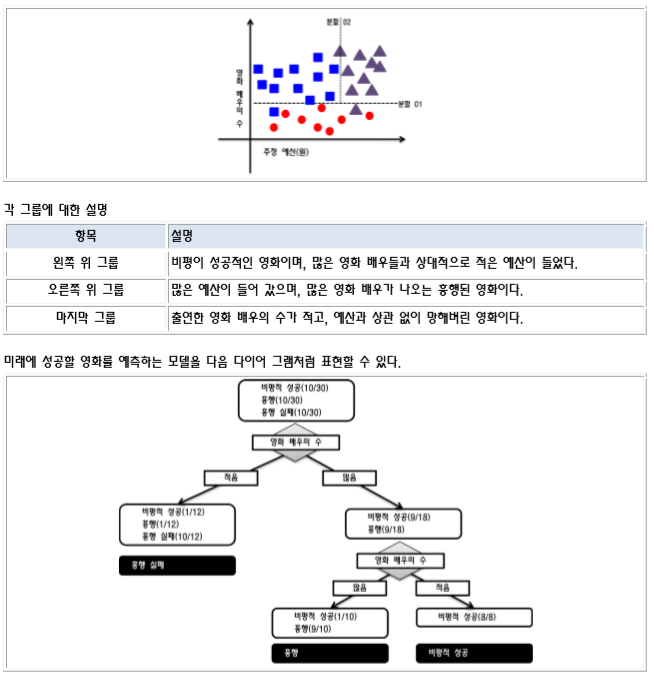 분할 02
영화 배우의 수
분할 01
추정 예산(원)
각 그룹에 대한 설명
항목 설명
왼쪽 위 그룹 비평이 성공적인 영화이며, 많은 영화 배우들과 상대적으로 적은 예산이 들었다.
오른쪽 위 그룹 많은 예산이 들어 갔으며, 많은 영화 배우가 나오는 흥행된 영화이다.
마지막 그룹 출연한 영화 배우의 수가 적고, 예산과 상관 없이 망해버린 영화이다.
미래에 성공할 영화를 예측하는 모델을 다음 다이어 그램처럼 표현할 수 있다.
비평적 성공(10/30)
흥행(10/30)
흥행 실패(10/30)
영화 배우의 수
적음 많음
비평적 성공(1/12)
흥행(1/12)
흥행 실패(10/12)
흥행 실패
비평적 성공(9/18)
흥행(9/18)
영화 배우의 수
많음 적음
비평적 성공(1/10)
흥행(9/10)
흥행
비평적 성공(8/8)
비평적 성공